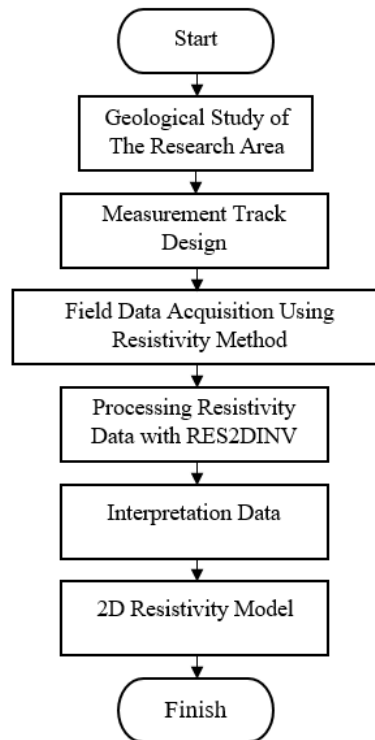 Start
Geological Study of
The Research Area
Measurement Track
Design
Field Data Acquisition Using
Resistivity Method
Processing Resistivity
Data with RES2DINV
Interpretation Data
2D Resistivity Model
Finish